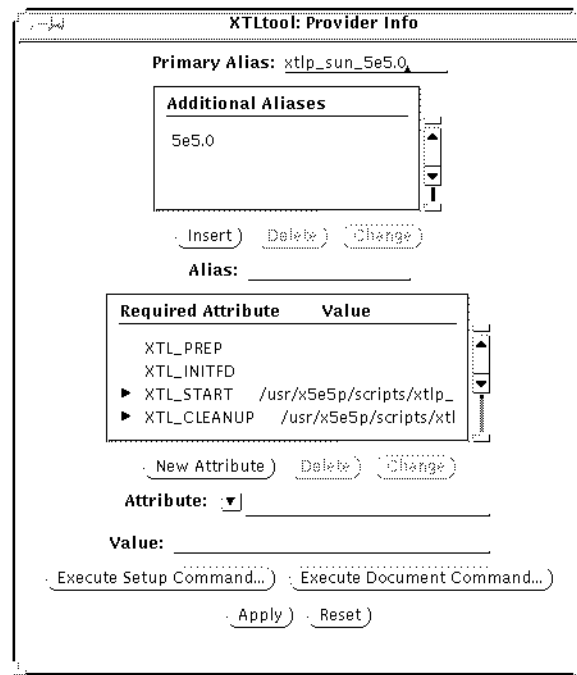 XTLtool: Provider Info
Primary Alias: xtlp_sun_5e5.0
Additional Aliases
5e5.0
Insert Delete Change
Alias:
Required Attribute Value
XTL_PREP
XTL_INITFD
XTL_START /usr/x5e5p/scripts/xtlp_
XTL_CLEANUP /usr/x5e5p/scripts/xtl
New Attribute Delete Change
Attribute:
Value:
Execute Setup Command... Execute Document Command...
Apply Reset